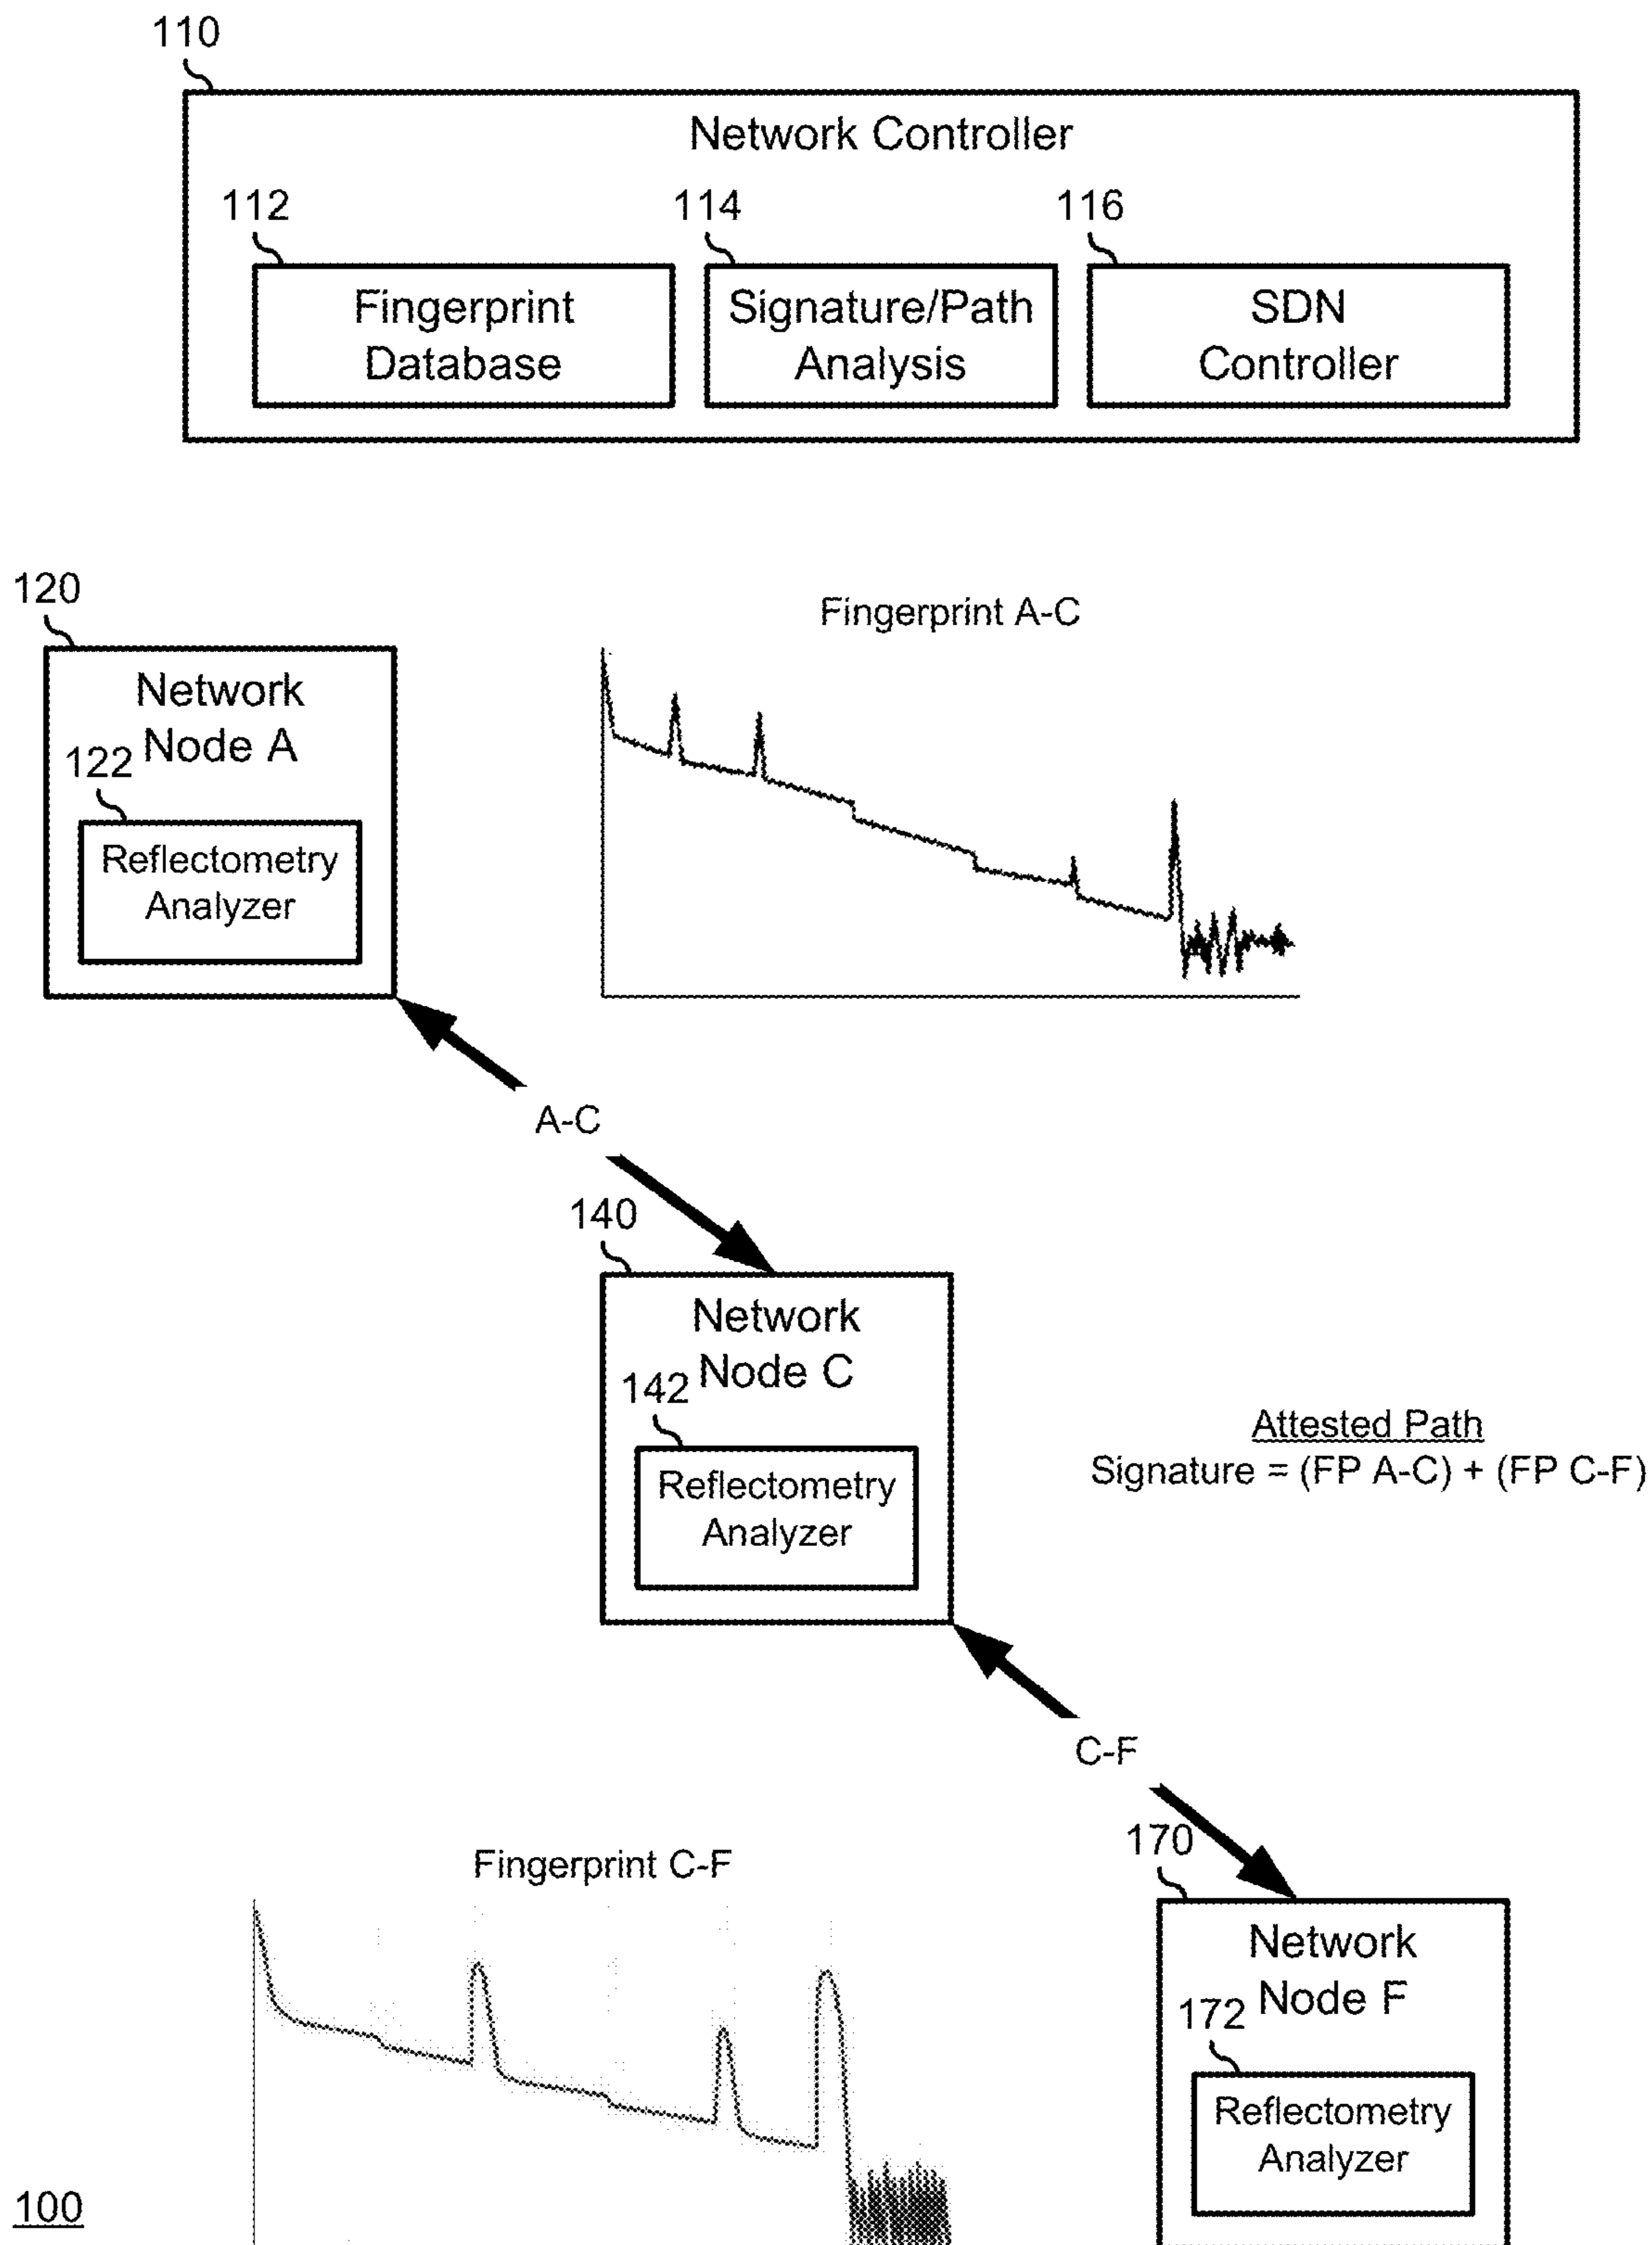 110
Network Controller
112
114
116
Fingerprint
Database
Signature/Path
Analysis
SDN
Controller
120
Network
Node A
122
Reflectometry
Analyzer
Fingerprint A-C
A-C
140
Network
Node C
142
Reflectometry
Analyzer
Attested Path
Signature = (FP A-C) + (FP C-F)
C-F
170
Network
Node F
172
Reflectometry
Analyzer
Fingerprint C-F
100